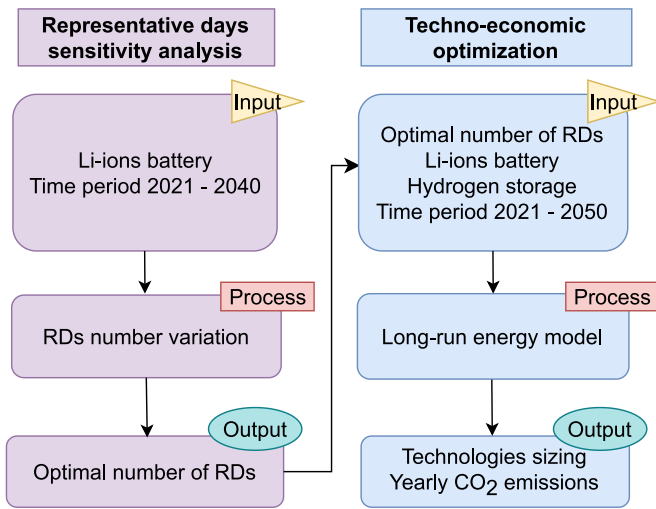 Representative days
sensitivity analysis
Input
Li-ions battery
Time period 2021 - 2040
Process
RDs number variation
Output
Optimal number of RDs
Techno-economic
optimization
Input
Optimal number of RDs
Li-ions battery
Hydrogen storage
Time period 2021 - 2050
Process
Long-run energy model
Output
Technologies sizing
Yearly CO2 emissions